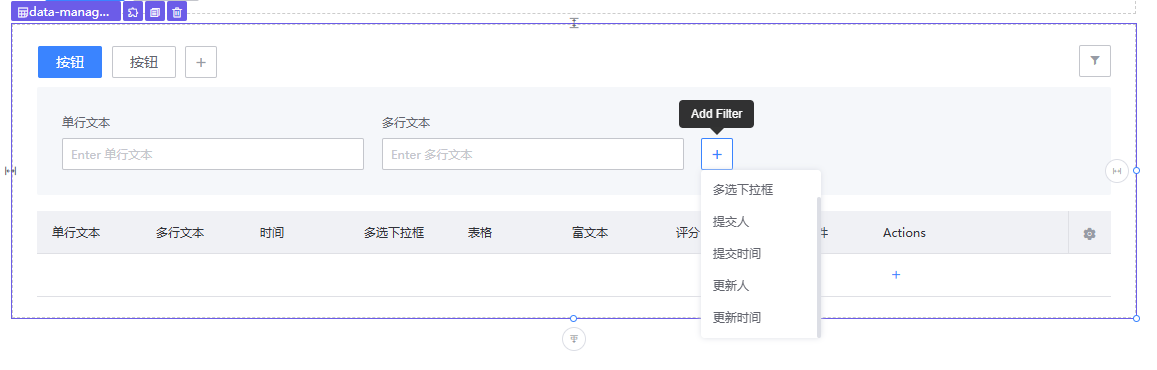 data-manag...
按钮
按钮
Add Filter
单行文本
多行文本
Enter 单行文本
Enter 多行文本
多选下拉框
提交人
提交时间
更新人
更新时间
单行文本
多行文本
时间
多选下拉框
表格
富文本
评分
件
Actions